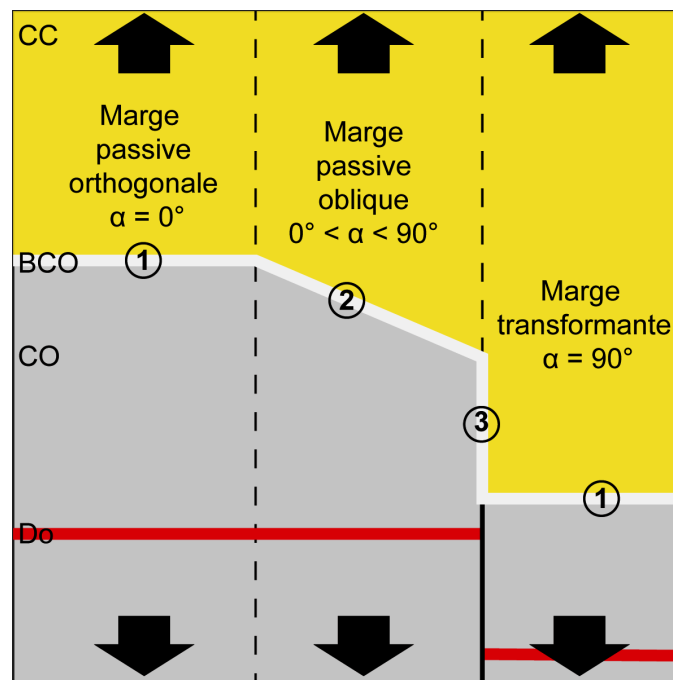 CC
Marge
passive
orthogonale
α = 0°
Marge
passive
oblique
0° < α < 90°
Marge
transformante
α = 90°
BCO
1
2
CO
3
1
Do